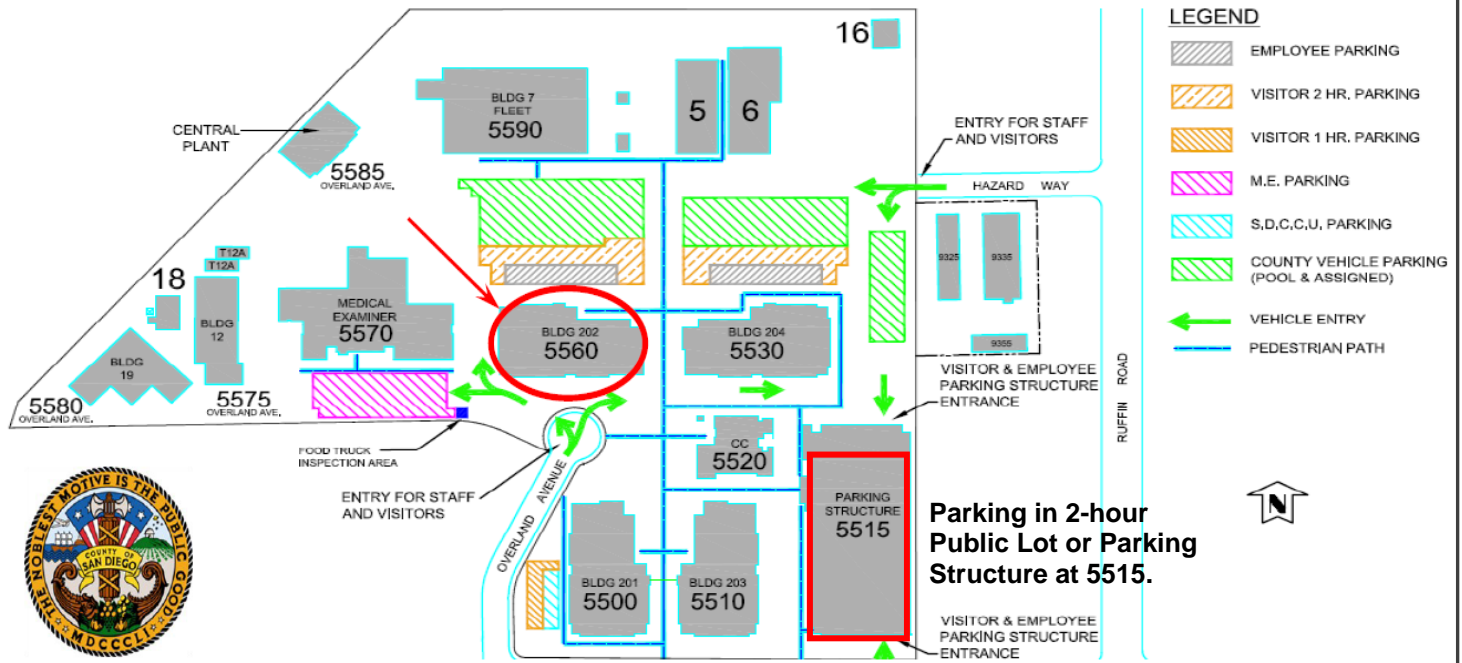 16
LEGEND
EMPLOYEE PARKING
VISITOR 2 HR. PARKING
VISITOR 1 HR. PARKING
M.E. PARKING
S.D.C.C.U. PARKING
COUNTY VEHICLE PARKING
(POOL & ASSIGNED)
VEHICLE ENTRY
PEDESTRIAN PATH
BLDG 7
FLEET
5590
5
6
CENTRAL
PLANT
5585
OVERLAND AVE.
ENTRY FOR STAFF
AND VISITORS
HAZARD WAY
9325
9335
9355
T12A
T12A
18
BLDG
12
BLDG
19
MEDICAL
EXAMINER
5570
BLDG 202
5560
BLDG 204
5530
5580
OVERLAND AVE.
5575
OVERLAND AVE.
VISITOR & EMPLOYEE
PARKING STRUCTURE
ENTRANCE
RUFFIN ROAD
FOOD TRUCK
INSPECTION AREA
ENTRY FOR STAFF
AND VISITORS
OVERLAND AVENUE
CC
5520
PARKING
STRUCTURE
5515
Parking in 2-hour
Public Lot or Parking
Structure at 5515.
N
BLDG 201
5500
BLDG 203
5510
VISITOR & EMPLOYEE
PARKING STRUCTURE
ENTRANCE
THE NOBLEST MOTIVE IS THE PUBLIC GOOD
COUNTY OF
SAN DIEGO
MDCCCLI